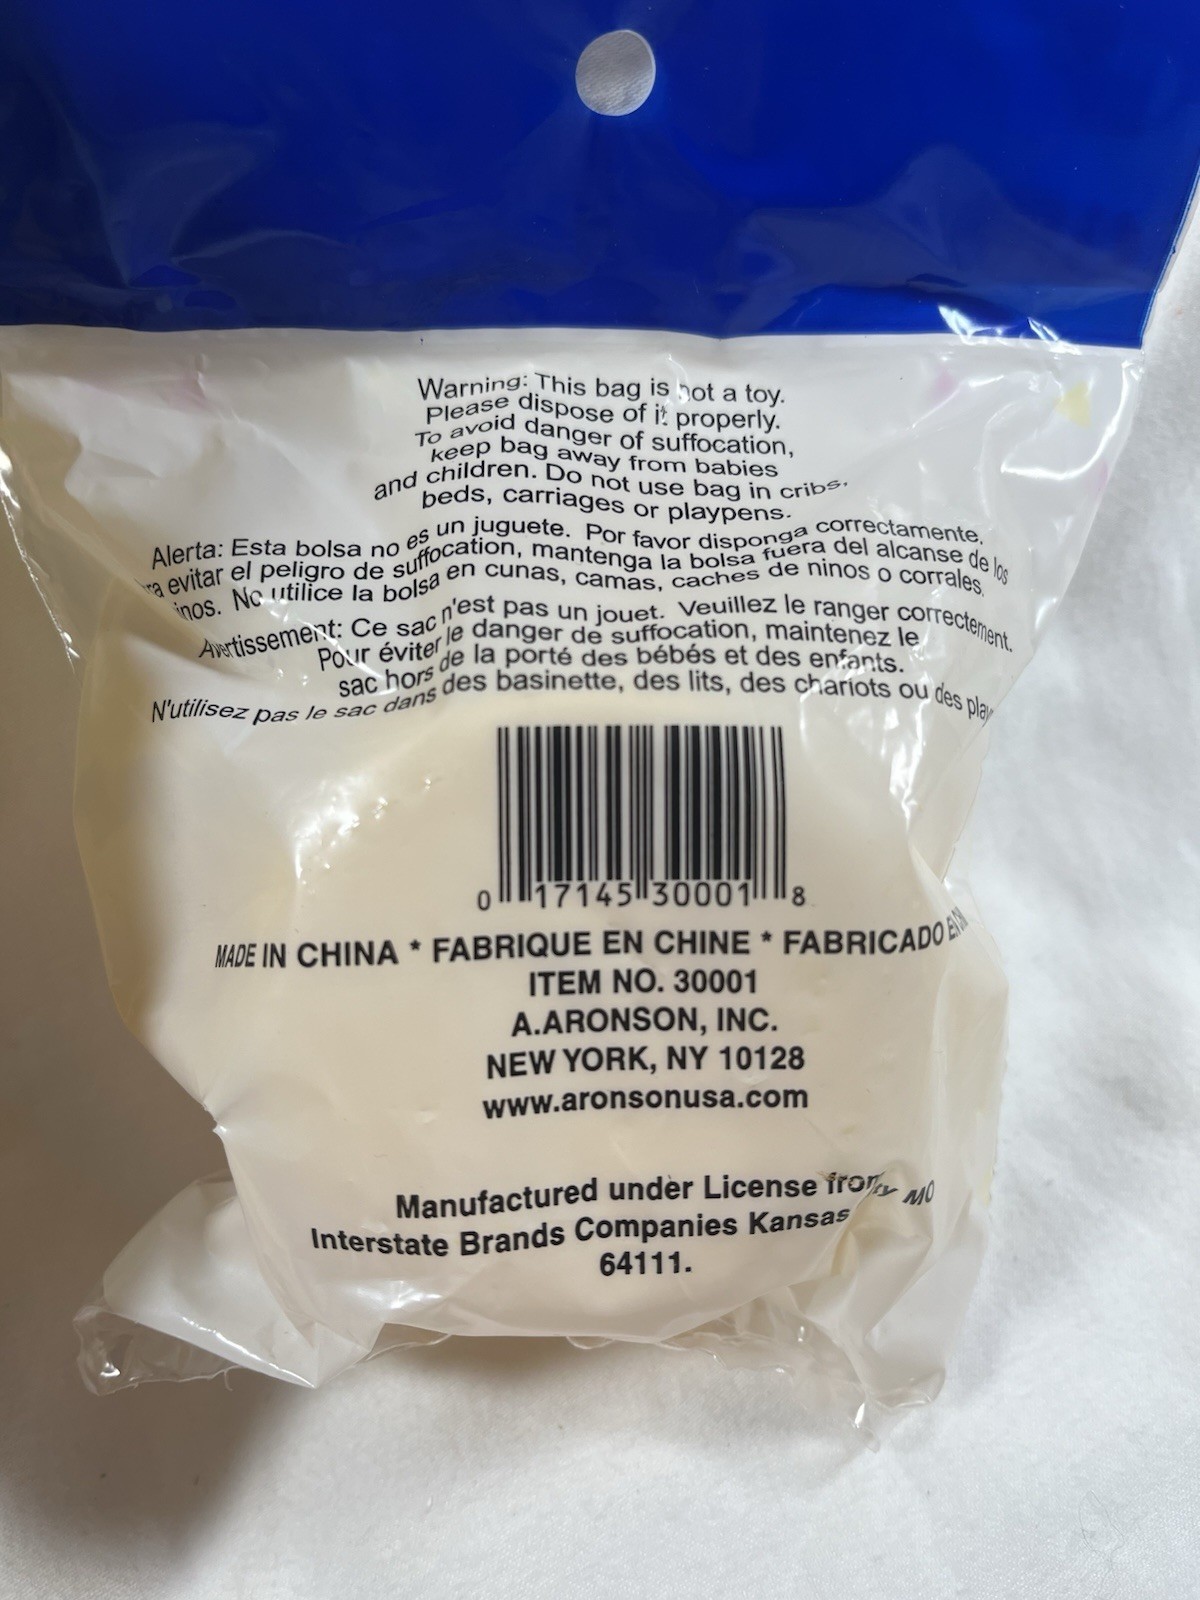 Warning: This bag is not a toy.
Please dispose of it properly.
To avoid danger of suffocation,
keep bag away from babies
and children. Do not use bag in cribs,
beds, carriages or playpens.
Alerta: Esta bolsa no es un juguete. Por favor disponga correctamente.
evitar el peligro de suffocation, mantenga la bolsa fuera del alcanse de los
No utilice la bolsa en cunas, camas, caches de ninos o corrales.
Avertissement: Ce sac n'est pas un jouet. Veuillez le ranger correctement.
Pour éviter le danger de suffocation, maintenez le
sac hors de la porté des bébés et des enfants.
N'utilisez pas le sac dans des basinette, des lits, des chariots ou des
0 17145 30001 8
MADE IN CHINA * FABRIQUE EN CHINE * FABRICADO EN
ITEM NO. 30001
A.ARONSON, INC.
NEW YORK, NY 10128
www.aronsonusa.com
Manufactured under License from
Interstate Brands Companies Kansas MO
64111.